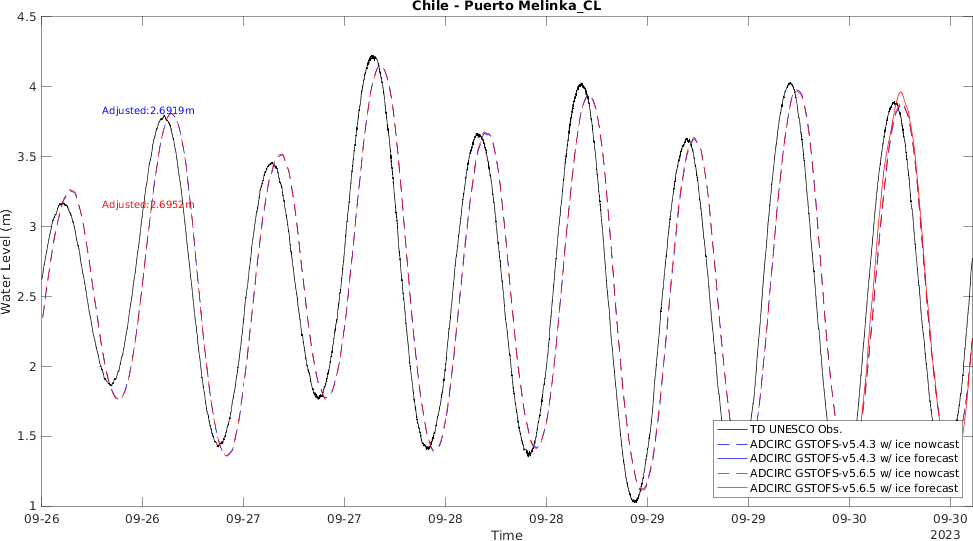 Chile - Puerto Melinka_CL
4.5
4
3.5
3
2.5
2
1.5
1
Water Level (m)
Adjusted:2.6919m
Adjusted:2.6952m
TD UNESCO Obs.
ADCIRC GSTOFS-v5.4.3 w/ ice nowcast
ADCIRC GSTOFS-v5.4.3 w/ ice forecast
ADCIRC GSTOFS-v5.6.5 w/ ice nowcast
ADCIRC GSTOFS-v5.6.5 w/ ice forecast
09-26 09-26 09-27 09-27 09-28 09-28 09-29 09-29 09-30 09-30
2023
Time